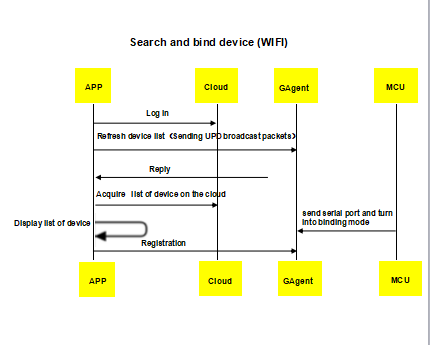 Search and bind device (WIFI)
APP
Cloud
GAgent
MCU
Log in
Refresh device list (Sending UPD broadcast packets)
Reply
Acquire list of device on the cloud
send serial port and turn
into binding mode
Display list of device
Registration
APP
Cloud
GAgent
MCU